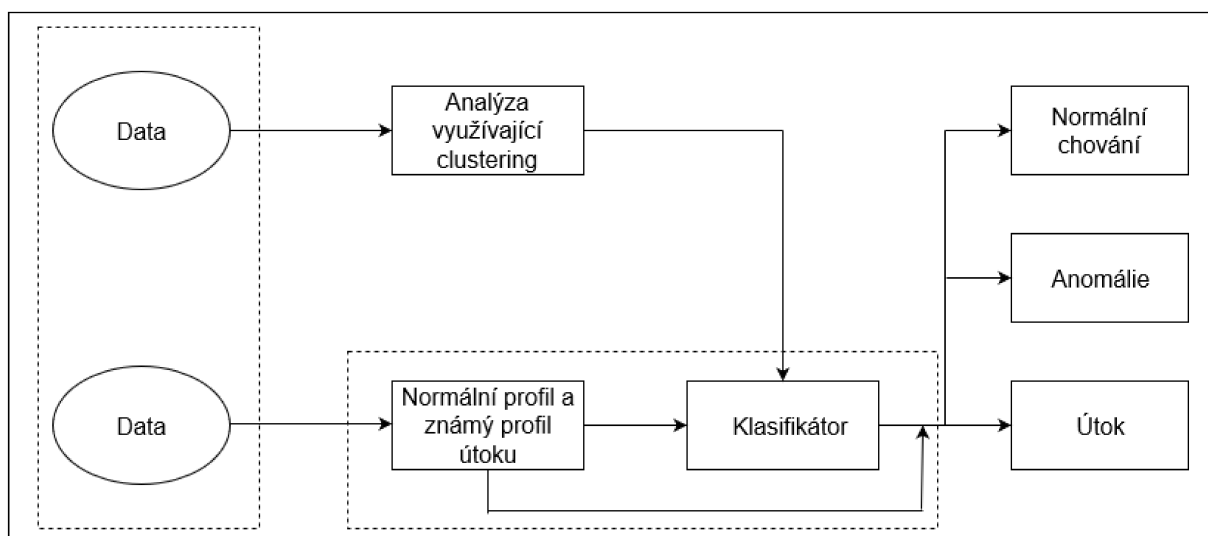 Data
Analýza
využívající
clustering
Normální
chování
Anomálie
Data
Normální profil a
známý profil
útoku
Klasifikátor
Útok